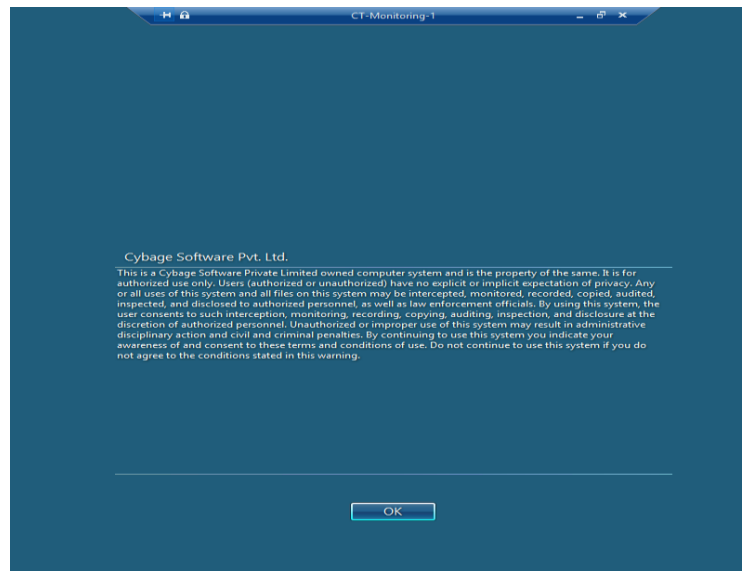 CT-Monitoring-1
Cybage Software Pvt. Ltd.
This is a Cybage Software Private Limited owned computer system and is the property of the same. It is for
authorized use only. Users (authorized or unauthorized) have no explicit or implicit expectation of privacy. Any
or all uses of this system and all files on this system may be intercepted, monitored, recorded, copied, audited,
inspected, and disclosed to authorized personnel, as well as law enforcement officials. By using this system, the
user consents to such interception, monitoring, recording, copying, auditing, inspection, and disclosure at the
discretion of authorized personnel. Unauthorized or improper use of this system may result in administrative
disciplinary action and civil and criminal penalties. By continuing to use this system you indicate your
awareness of and consent to these terms and conditions of use. Do not continue to use this system if you do
not agree to the conditions stated in this warning.
OK